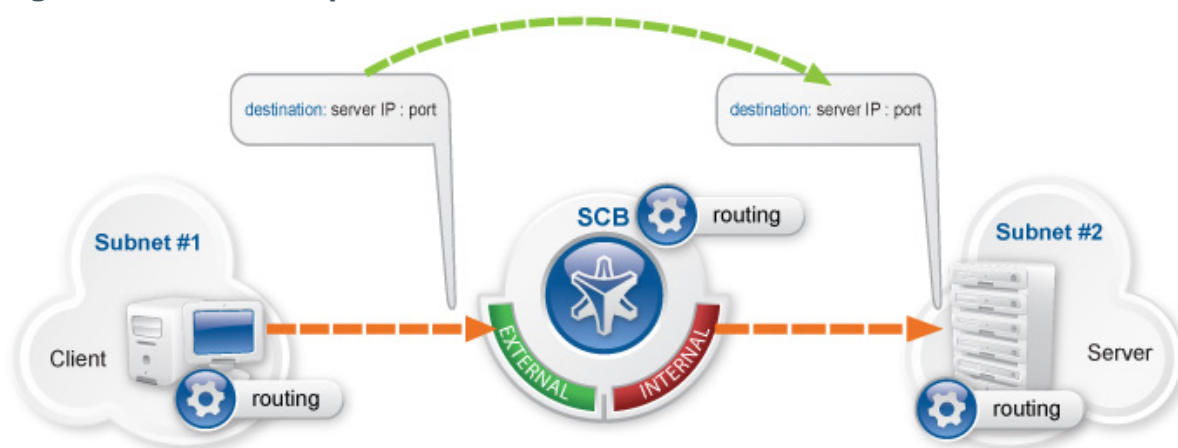 destination: server IP : port
destination: server IP : port
SCB
routing
Subnet #1
Subnet #2
EXTERNAL
INTERNAL
Client
Server
routing
routing